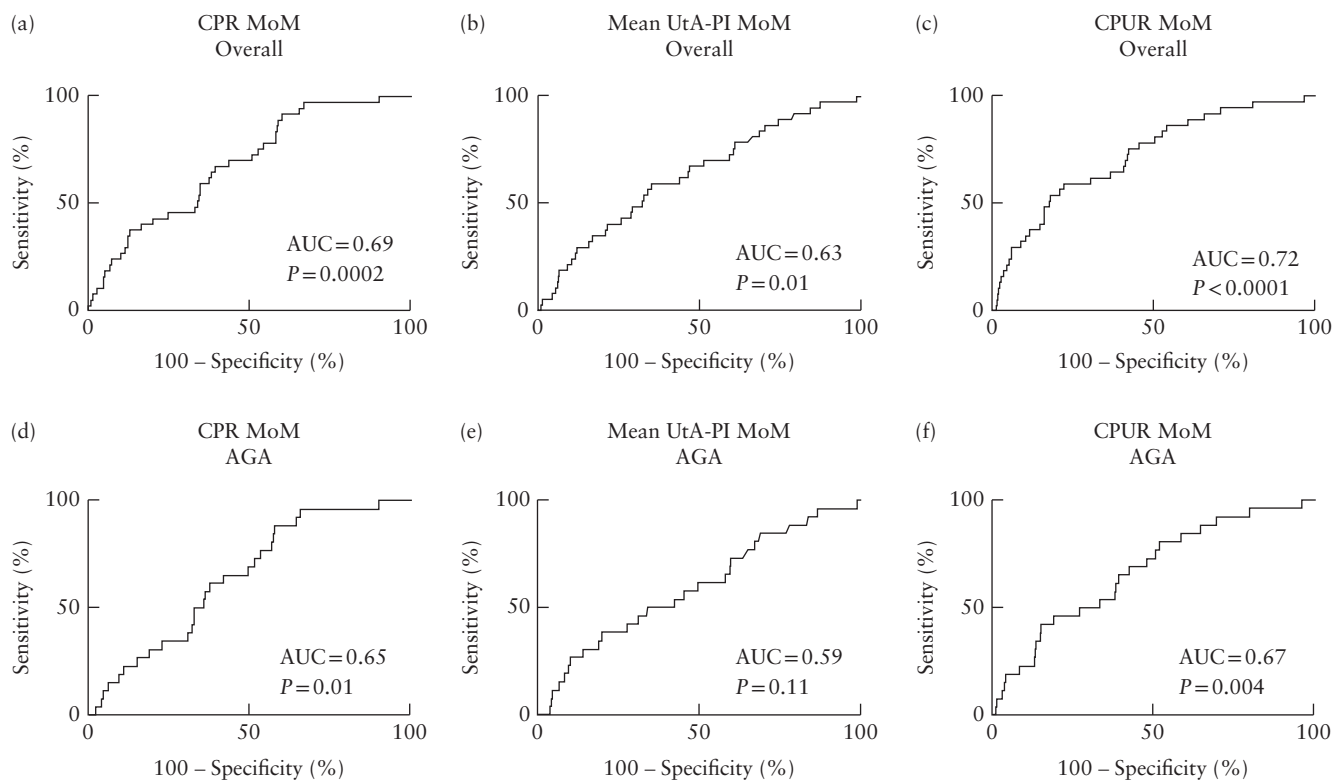 (a)
CPR MoM
Overall
100
50
0
0
50
100
Sensitivity (%)
100 – Specificity (%)
AUC=0.69
P=0.0002
(b)
Mean UtA-PI MoM
Overall
100
50
0
0
50
100
Sensitivity (%)
100 – Specificity (%)
AUC=0.63
P=0.01
(c)
CPUR MoM
Overall
100
50
0
0
50
100
Sensitivity (%)
100 – Specificity (%)
AUC=0.72
P<0.0001
(d)
CPR MoM
AGA
100
50
0
0
50
100
Sensitivity (%)
100 – Specificity (%)
AUC=0.65
P=0.01
(e)
Mean UtA-PI MoM
AGA
100
50
0
0
50
100
Sensitivity (%)
100 – Specificity (%)
AUC=0.59
P=0.11
(f)
CPUR MoM
AGA
100
50
0
0
50
100
Sensitivity (%)
100 – Specificity (%)
AUC=0.67
P=0.004